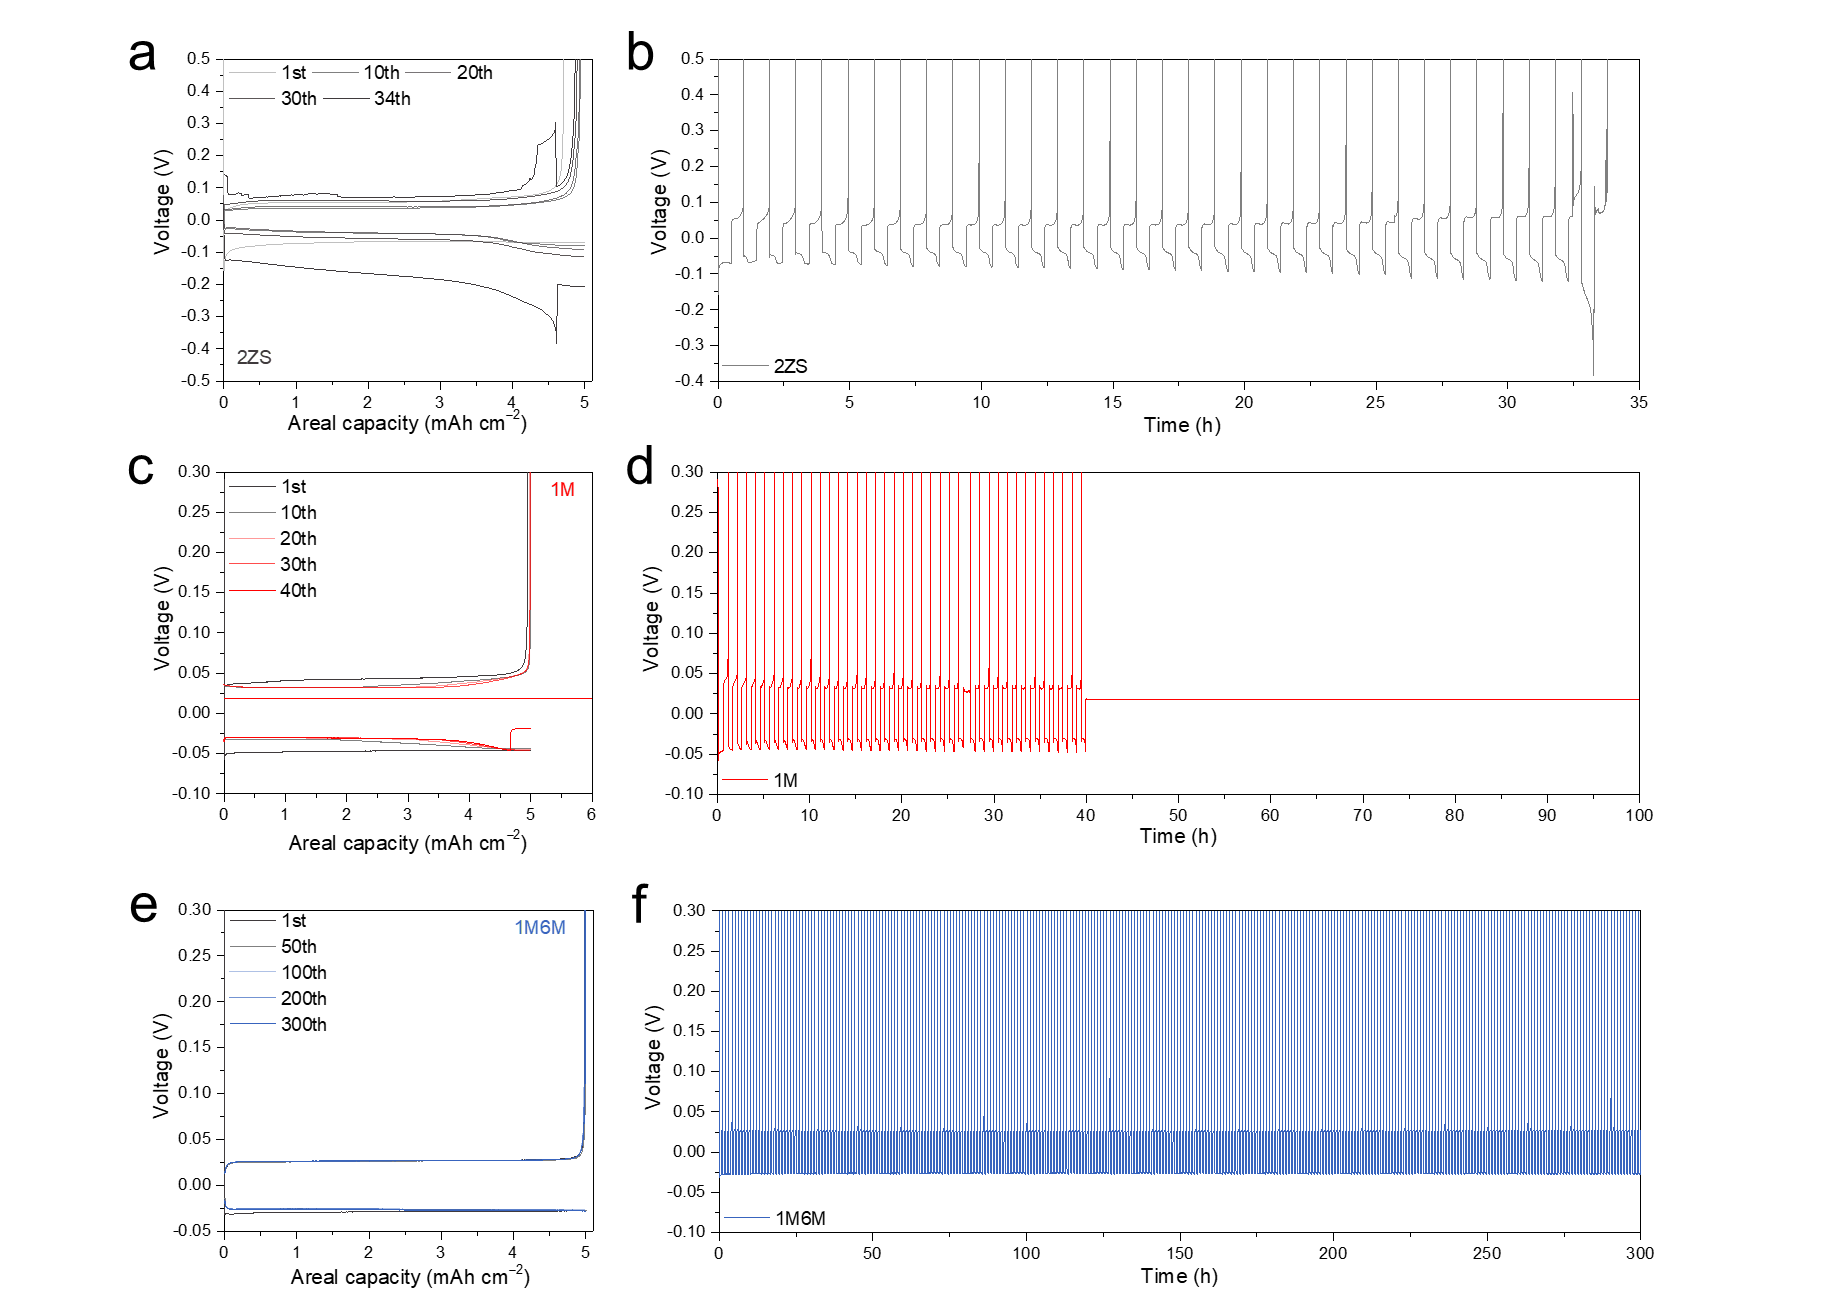 a
0.5
0.4
0.3
0.2
0.1
0.0
-0.1
-0.2
-0.3
-0.4
-0.5
Voltage (V)
1st 10th 20th
30th 34th
2ZS
0 1 2 3 4 5
Areal capacity (mAh cm⁻²)
b
0.5
0.4
0.3
0.2
0.1
0.0
-0.1
-0.2
-0.3
-0.4
Voltage (V)
2ZS
0 5 10 15 20 25 30 35
Time (h)
c
0.30
0.25
0.20
0.15
0.10
0.05
0.00
-0.05
-0.10
Voltage (V)
1st
10th
20th
30th
40th
1M
0 1 2 3 4 5 6
Areal capacity (mAh cm⁻²)
d
0.30
0.25
0.20
0.15
0.10
0.05
0.00
-0.05
-0.10
Voltage (V)
1M
0 10 20 30 40 50 60 70 80 90 100
Time (h)
e
0.30
0.25
0.20
0.15
0.10
0.05
0.00
-0.05
Voltage (V)
1st
50th
100th
200th
300th
1M6M
0 1 2 3 4 5
Areal capacity (mAh cm⁻²)
f
0.30
0.25
0.20
0.15
0.10
0.05
0.00
-0.05
-0.10
Voltage (V)
1M6M
0 50 100 150 200 250 300
Time (h)